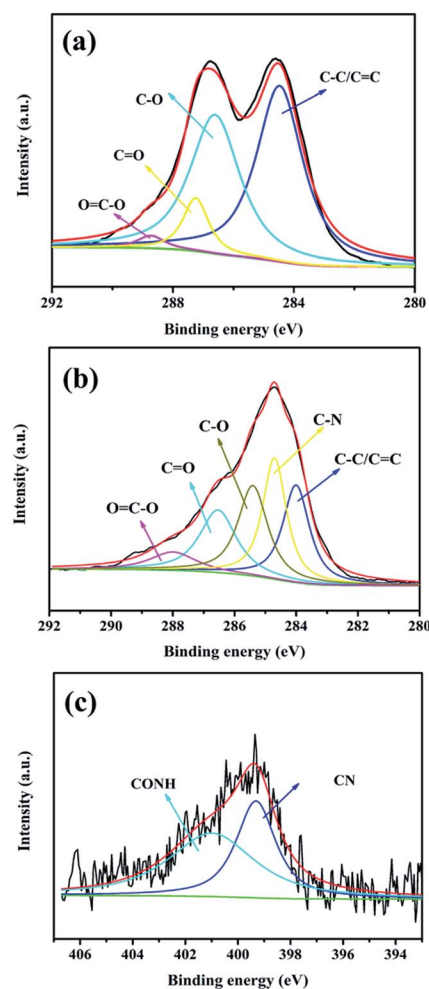 (a)
C-C/C=C
C-O
C=O
O=C-O
Intensity (a.u.)
292 288 284 280
Binding energy (eV)
(b)
C-N
C-O
C-C/C=C
C=O
O=C-O
Intensity (a.u.)
292 290 288 286 284 282 280
Binding energy (eV)
(c)
CONH
CN
Intensity (a.u.)
406 404 402 400 398 396 394
Binding energy (eV)